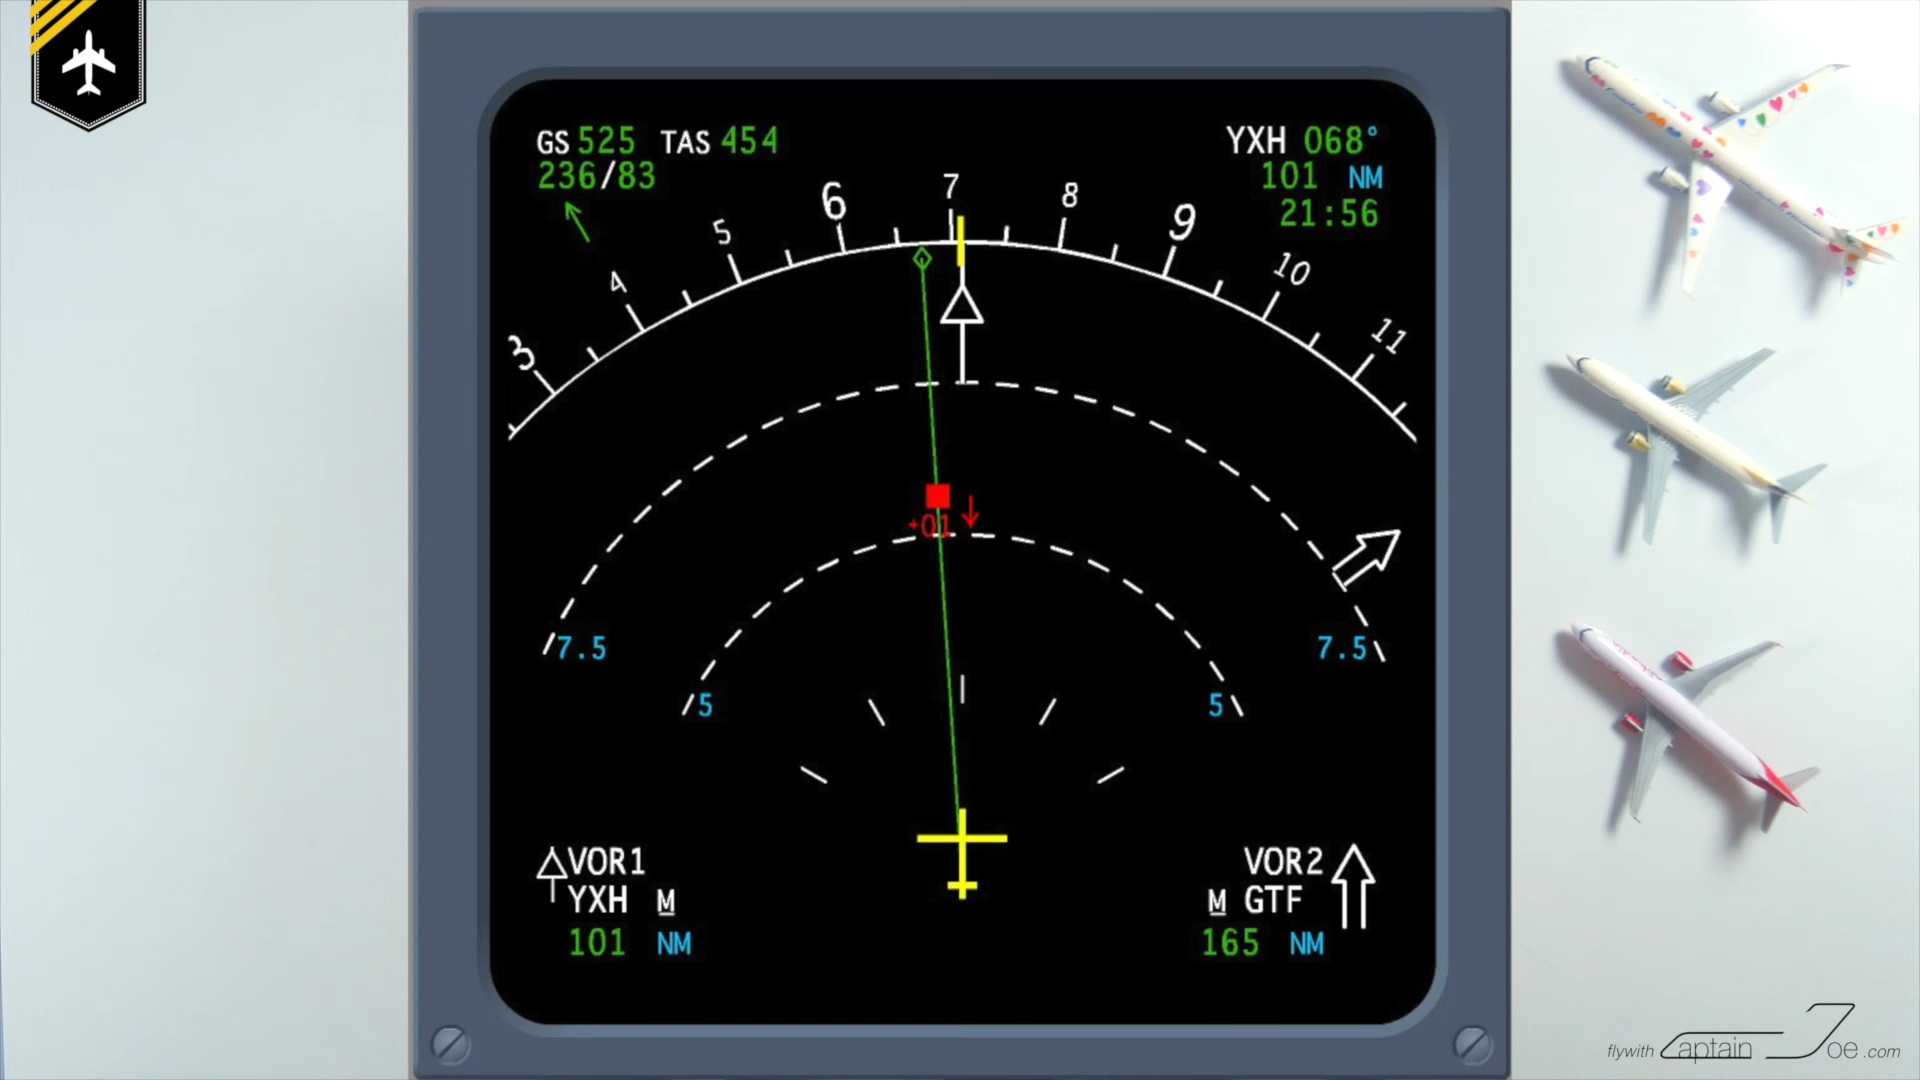 GS 525 TAS 454
236/83
YXH 068°
101 NM
21:56
3 4 5 6 7 8 9 10 11
+01
7.5 7.5
5 5
VOR1
YXH M
101 NM
VOR2
M GTF
165 NM
flywith Captain Joe.com